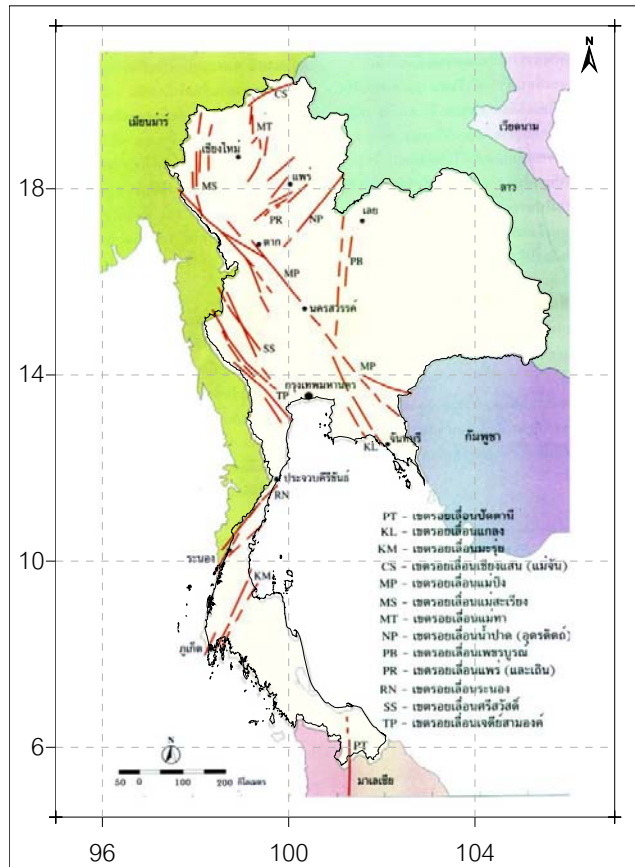 N
CS
เมียนม่าร์
MT
เวียดนาม
เชียงใหม่
แพร่
18
MS
ลาว
เลย
PR
NP
ตาก
PB
MP
นครสวรรค์
SS
MP
14
กรุงเทพมหานคร
TP
จันทบุรี
กัมพูชา
KL
ประจวบคีรีขันธ์
RN
PT - เขตรอยเลื่อนปัตตานี
KL - เขตรอยเลื่อนแกลง
KM - เขตรอยเลื่อนมะรุ่ย
10
ระนอง
CS - เขตรอยเลื่อนเชียงแสน (แม่จัน)
KM
MP - เขตรอยเลื่อนแม่ปิง
MS - เขตรอยเลื่อนแม่สะเรียง
MT - เขตรอยเลื่อนแม่ทา
NP - เขตรอยเลื่อนน้ำปาด (อุตรดิตถ์)
ภูเก็ต
PB - เขตรอยเลื่อนเพชรบูรณ์
PR - เขตรอยเลื่อนแพร่ (และเถิน)
RN - เขตรอยเลื่อนระนอง
SS - เขตรอยเลื่อนศรีสวัสดิ์
TP - เขตรอยเลื่อนเจดีย์สามองค์
6
N
PT
50 0 100 200 กิโลเมตร
มาเลเซีย
96 100 104